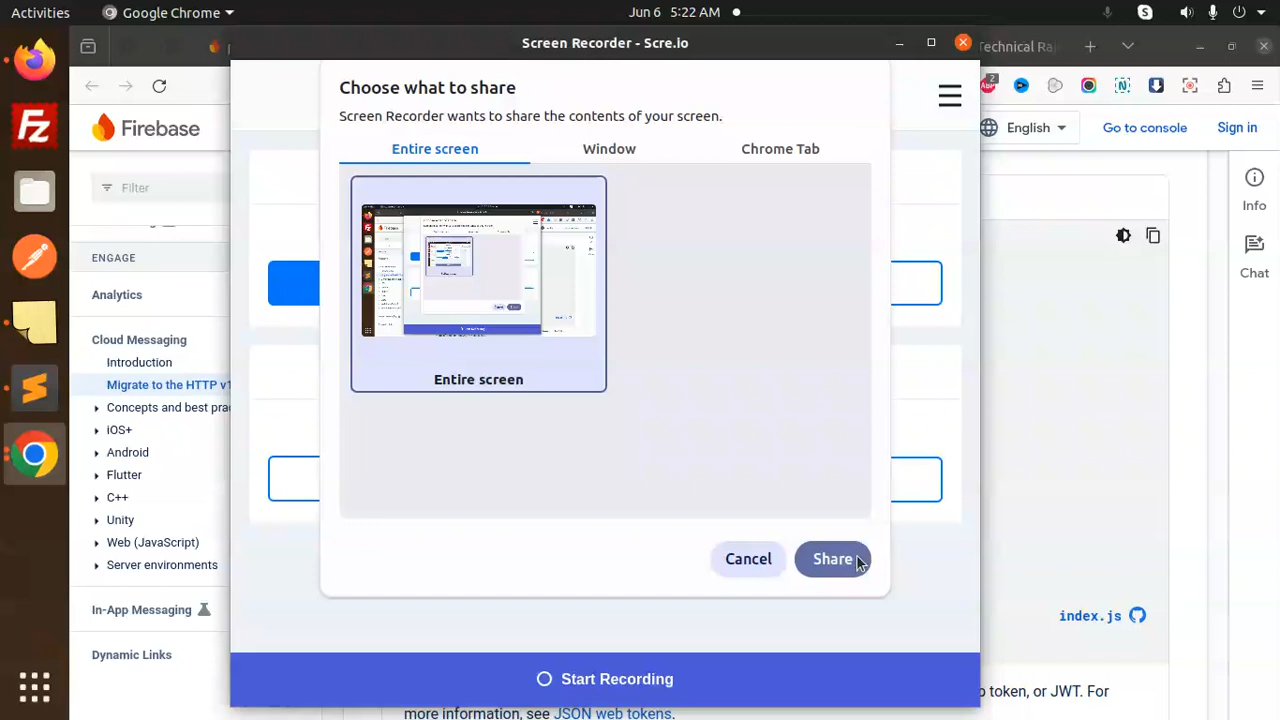 Activities
Google Chrome
Jun 6 5:22 AM
Screen Recorder - Scre.io
Technical Raj
Firebase
English
Go to console
Sign in
Filter
Choose what to share
Screen Recorder wants to share the contents of your screen.
Entire screen
Window
Chrome Tab
Entire screen
Cancel
Share
Start Recording
ENGAGE
Analytics
Cloud Messaging
Introduction
Migrate to the HTTP v1
Concepts and best prac
iOS+
Android
Flutter
C++
Unity
Web (JavaScript)
Server environments
In-App Messaging
Dynamic Links
Info
Chat
index.js
token, or JWT. For
more information, see JSON web tokens.
Fz
ABP
2
S
N